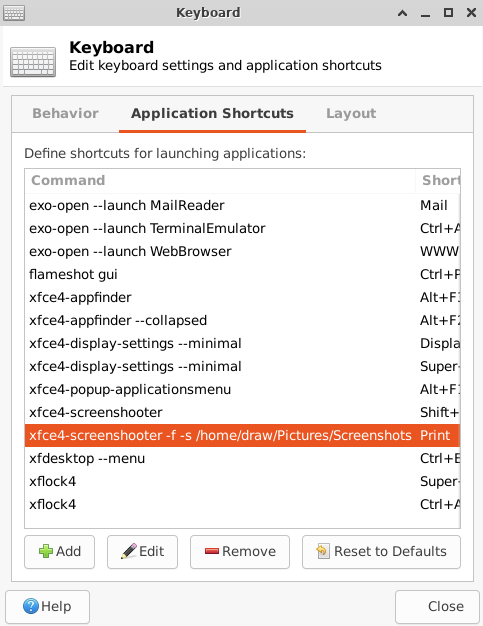 Keyboard
Keyboard
Edit keyboard settings and application shortcuts
Behavior Application Shortcuts Layout
Define shortcuts for launching applications:
Command Short
exo-open --launch MailReader Mail
exo-open --launch TerminalEmulator Ctrl+A
exo-open --launch WebBrowser WWW
flameshot gui Ctrl+P
xfce4-appfinder Alt+F3
xfce4-appfinder --collapsed Alt+F2
xfce4-display-settings --minimal Displa
xfce4-display-settings --minimal Super-
xfce4-popup-applicationsmenu Alt+F1
xfce4-screenshooter Shift+
xfce4-screenshooter -f -s /home/draw/Pictures/Screenshots Print
xfdesktop --menu Ctrl+E
xflock4 Super-
xflock4 Ctrl+A
Add Edit Remove Reset to Defaults
Help Close